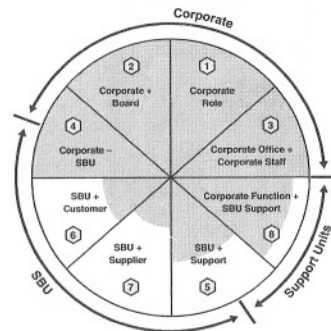 Corporate
2
Corporate +
Board
1
Corporate
Role
4
Corporate –
SBU
3
Corporate Office +
Corporate Staff
SBU +
Customer
6
Corporate Function +
SBU Support
8
SBU +
Supplier
7
SBU +
Support
5
SBU
Support Units